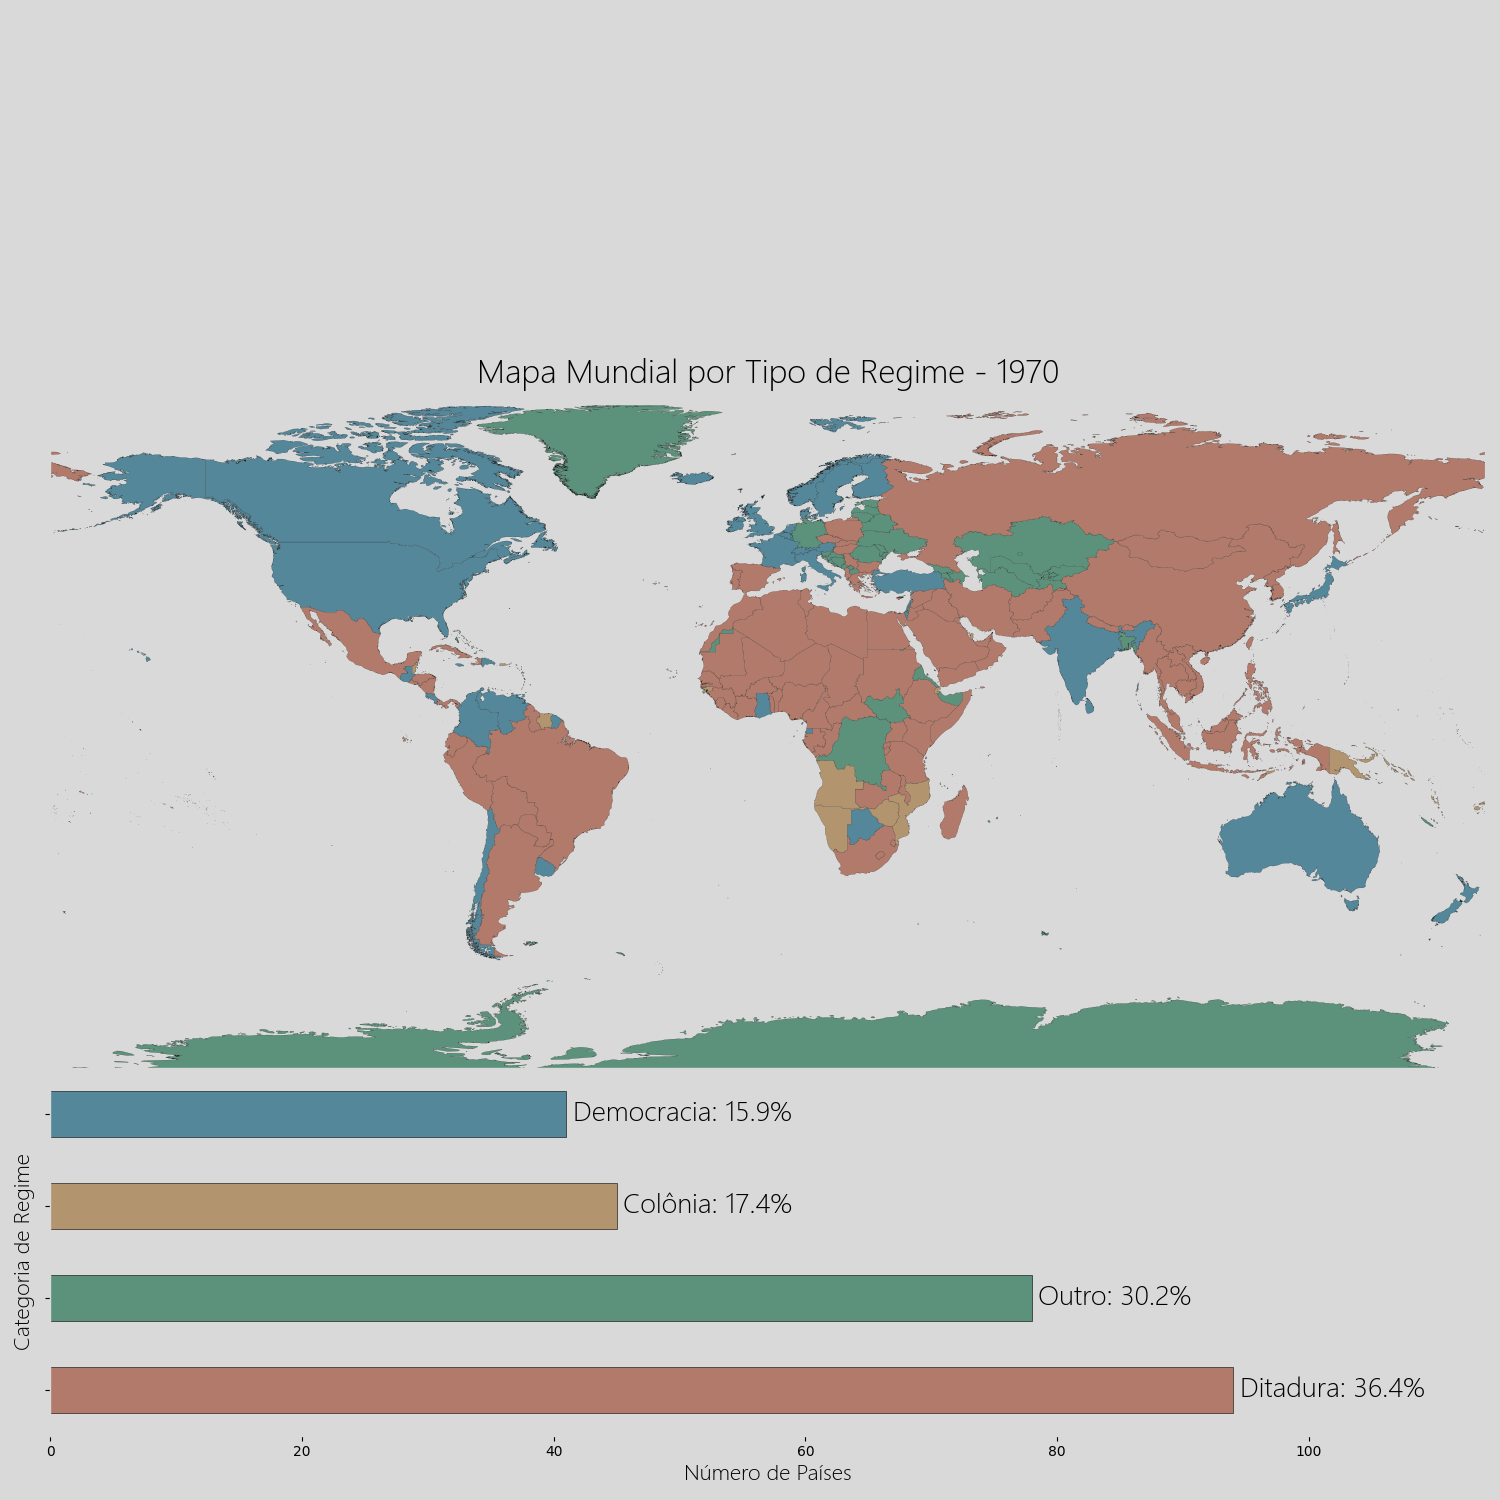 Mapa Mundial por Tipo de Regime - 1970
Democracia: 15.9%
Colônia: 17.4%
Outro: 30.2%
Ditadura: 36.4%
Categoria de Regime
0 20 40 60 80 100
Número de Países